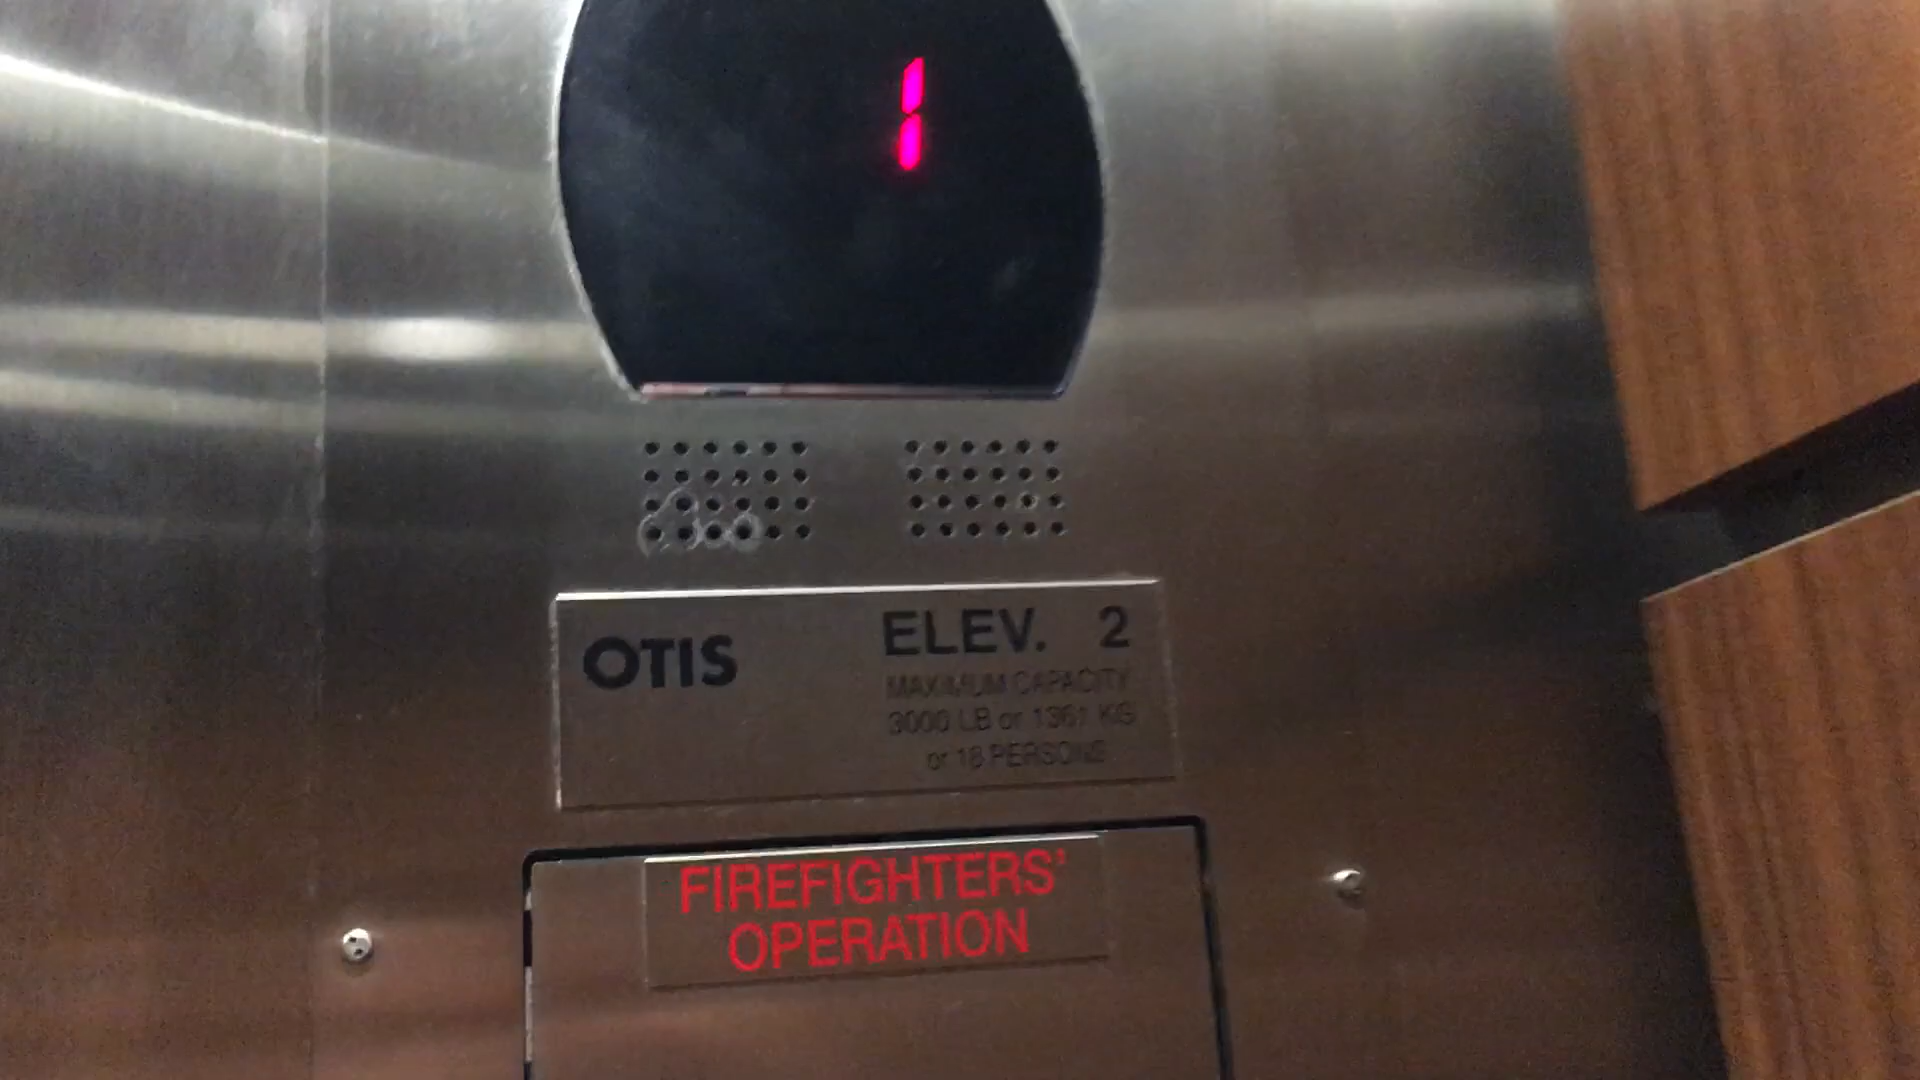 1
OTIS
ELEV. 2
MAXIMUM CAPACITY
3000 LB or 1361 KG
or 18 PERSONS
FIREFIGHTERS'
OPERATION